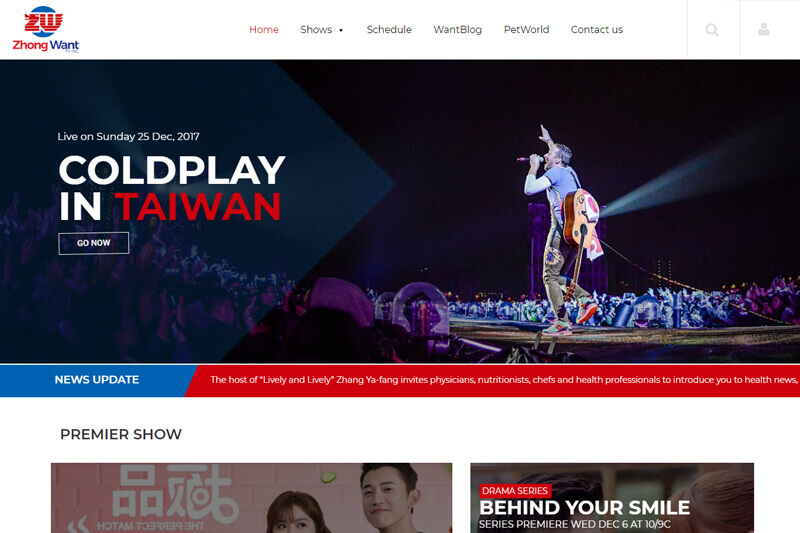 ZW
Zhong Want
Home
Shows
Schedule
WantBlog
PetWorld
Contact us
Live on Sunday 25 Dec, 2017
COLDPLAY
IN TAIWAN
GO NOW
NEWS UPDATE
The host of “Lively and Lively” Zhang Ya-fang invites physicians, nutritionists, chefs and health professionals to introduce you to health news,
PREMIER SHOW
THE PERFECT MATCH
DRAMA SERIES
BEHIND YOUR SMILE
SERIES PREMIERE WED DEC 6 AT 10/9C